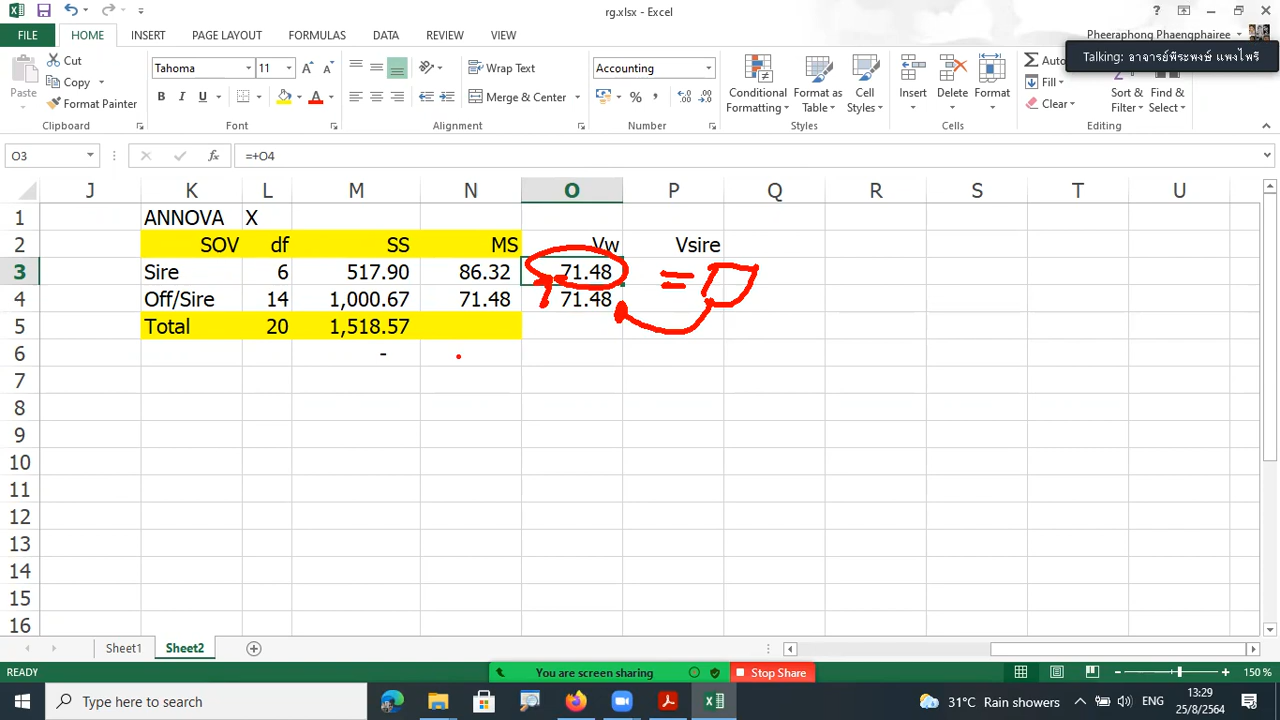 rg.xlsx - Excel
FILE HOME INSERT PAGE LAYOUT FORMULAS DATA REVIEW VIEW Pheeraphong Phaengphairee
Talking: อาจารย์พีระพงษ์ แพงไพรี
Paste Cut Copy Format Painter Clipboard
Tahoma 11 B I U A Font
Wrap Text Merge & Center Alignment
Accounting % Number
Conditional Formatting Format as Table Cell Styles Styles
Insert Delete Format Cells
Auto Fill Clear Sort & Filter Find & Select Editing
O3 fx =+O4
J K L M N O P Q R S T U
1 ANNOVA X
2 SOV df SS MS Vw Vsire
3 Sire 6 517.90 86.32 71.48
4 Off/Sire 14 1,000.67 71.48 71.48
5 Total 20 1,518.57
6 -
7
8
9
10
11
12
13
14
15
16
=
Sheet1 Sheet2
READY You are screen sharing Stop Share 150 %
Type here to search 31°C Rain showers ENG 13:29
25/8/2564